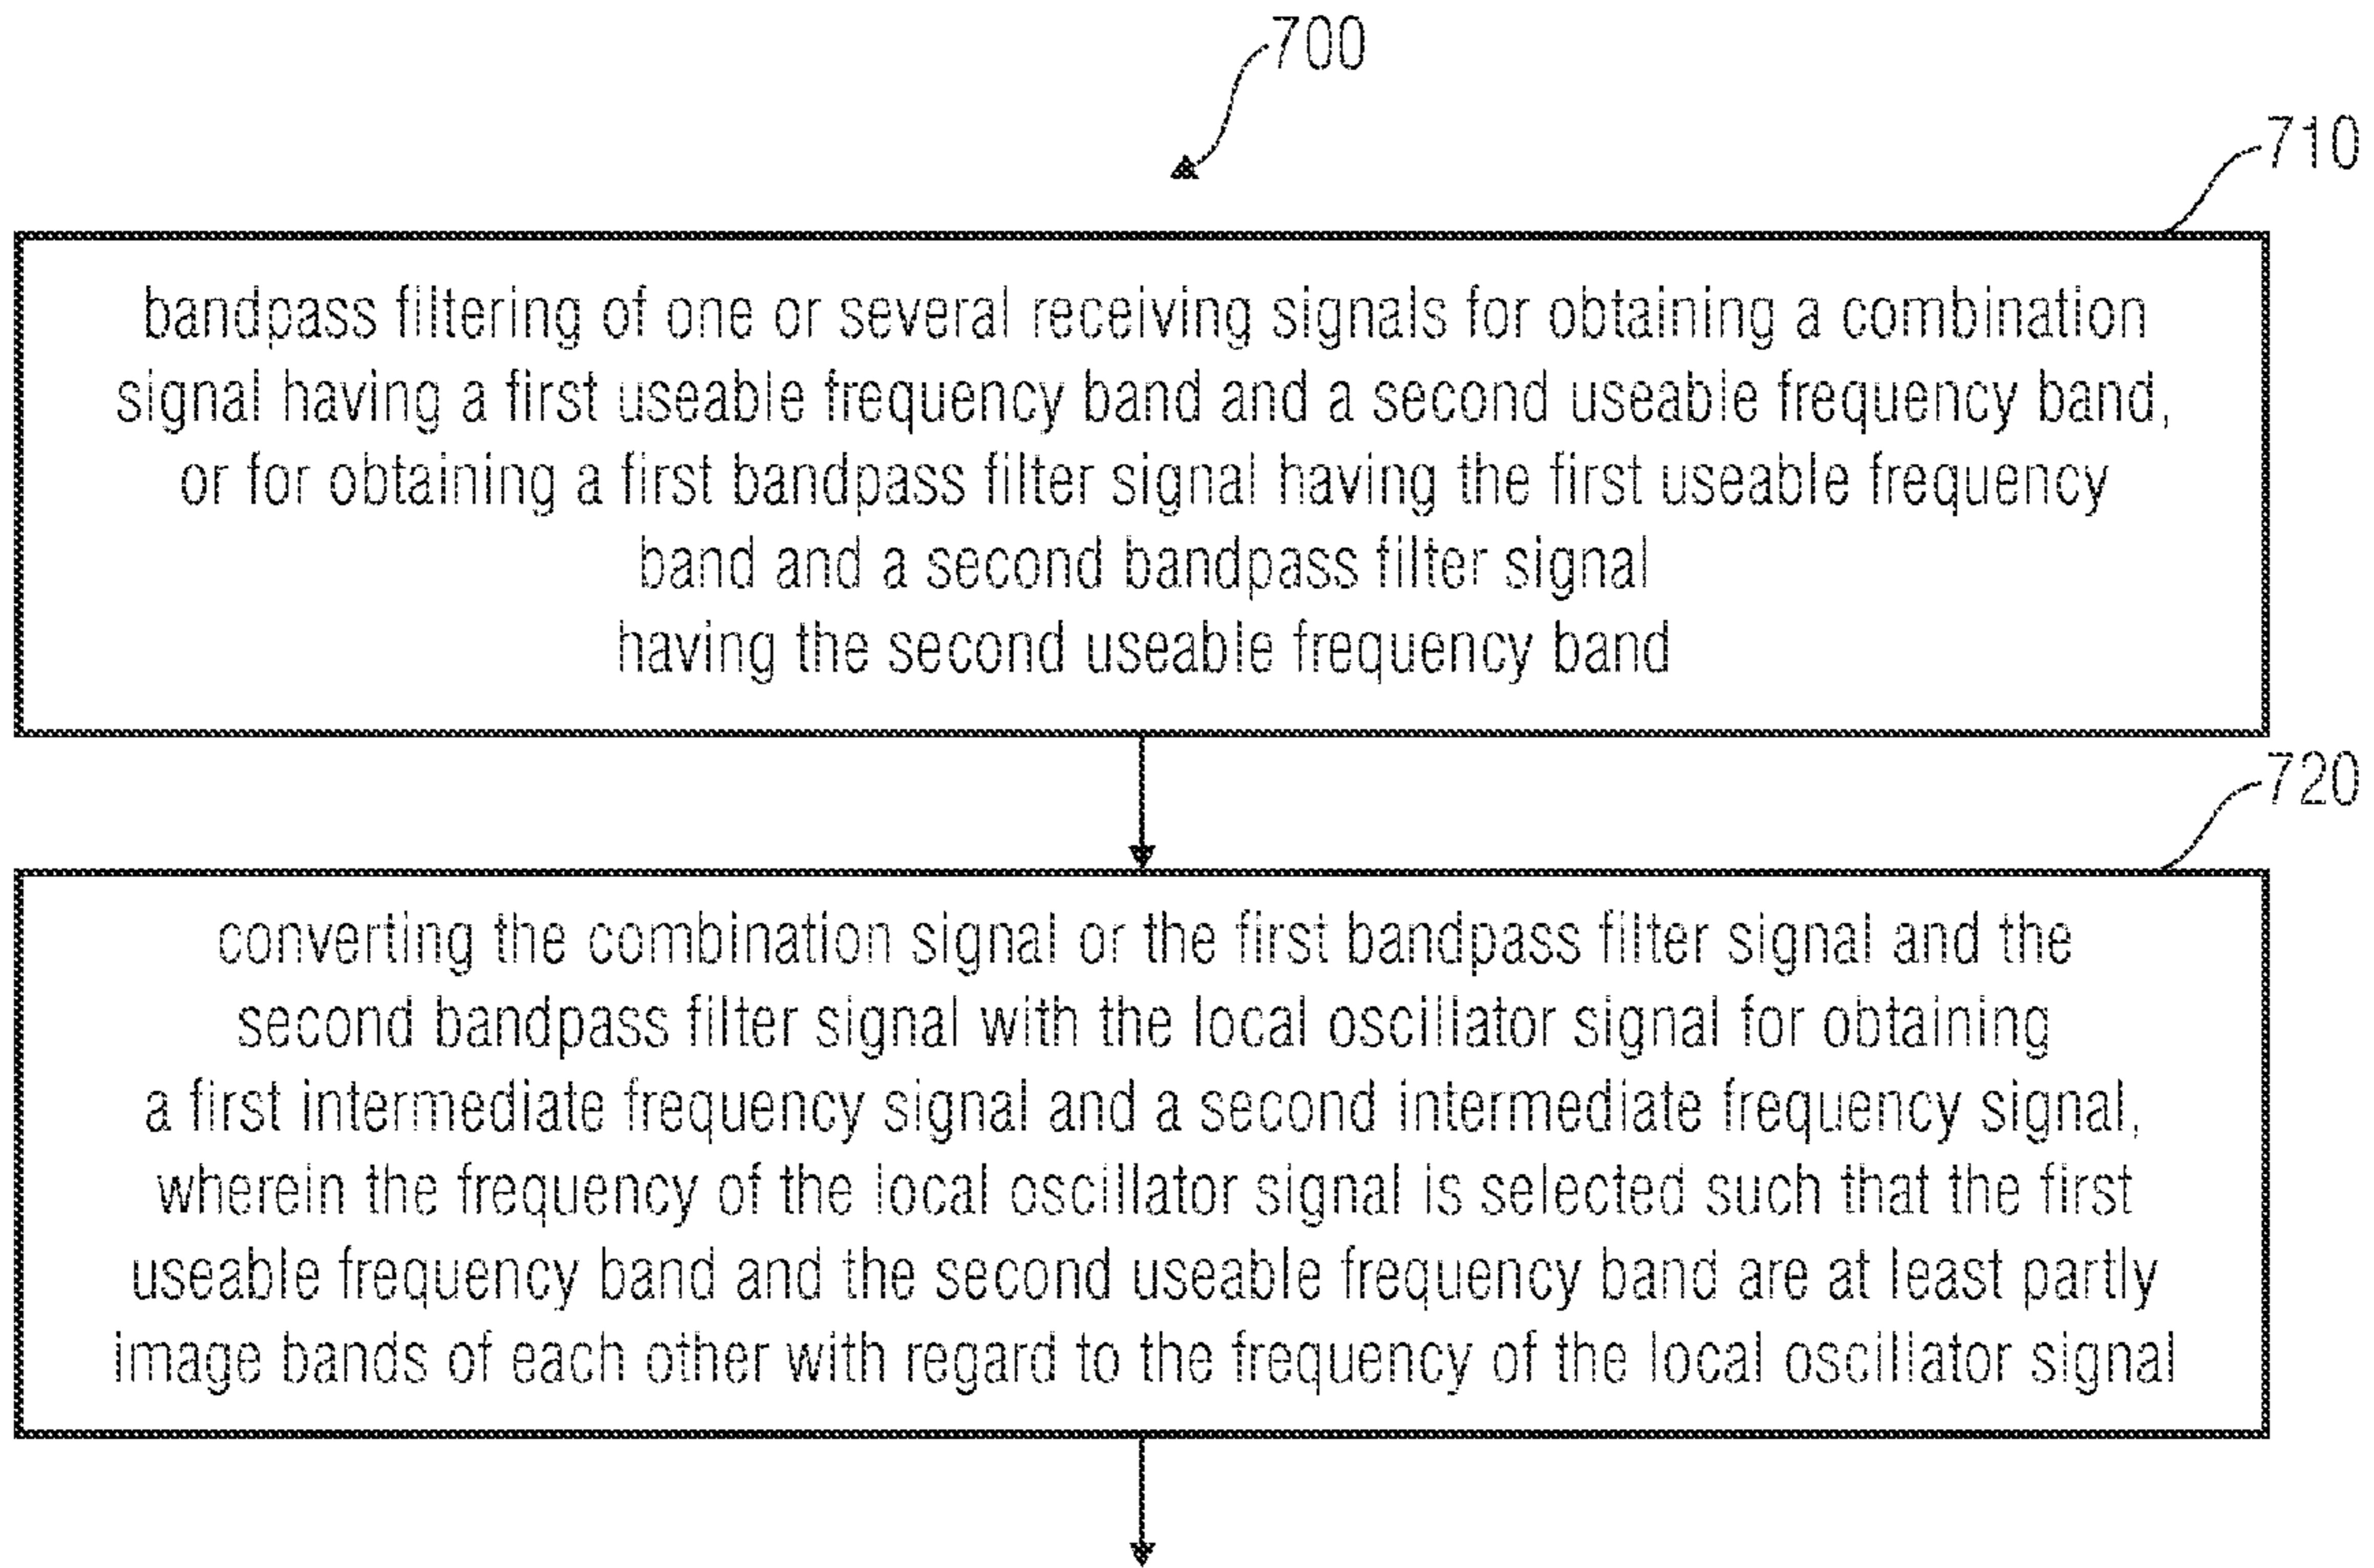 700
710
bandpass filtering of one or several receiving signals for obtaining a combination
signal having a first useable frequency band and a second useable frequency band,
or for obtaining a first bandpass filter signal having the first useable frequency
band and a second bandpass filter signal
having the second useable frequency band
720
converting the combination signal or the first bandpass filter signal and the
second bandpass filter signal with the local oscillator signal for obtaining
a first intermediate frequency signal and a second intermediate frequency signal,
wherein the frequency of the local oscillator signal is selected such that the first
useable frequency band and the second useable frequency band are at least partly
image bands of each other with regard to the frequency of the local oscillator signal